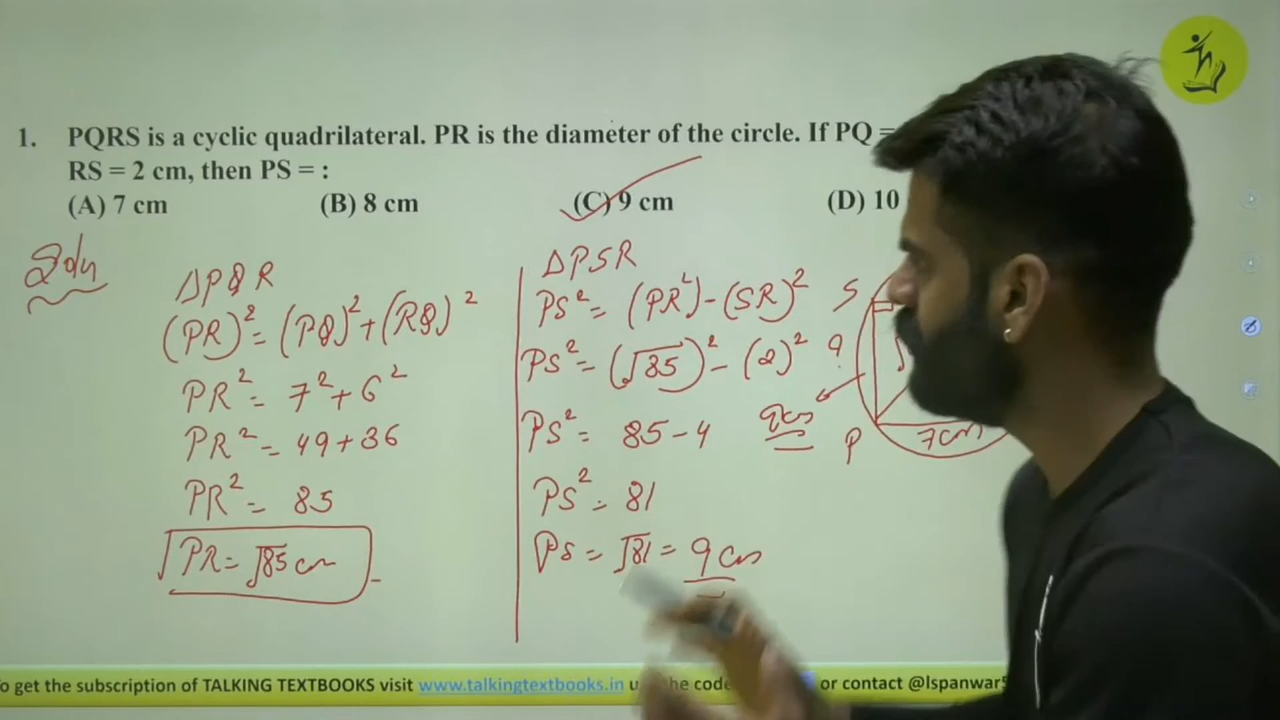 1. PQRS is a cyclic quadrilateral. PR is the diameter of the circle. If PQ =
RS = 2 cm, then PS = :
(A) 7 cm (B) 8 cm (C) 9 cm (D) 10
Soln
ΔPQR
(PR)² = (PQ)² + (RQ)²
PR² = 7² + 6²
PR² = 49 + 36
PR² = 85
PR = √85 cm
ΔPSR
PS² = (PR²) - (SR)²
PS² = (√85)² - (2)²
PS² = 85 - 4
PS² = 81
PS = √81 = 9 cm
S
9
?
9 cm
P
7cm
o get the subscription of TALKING TEXTBOOKS visit www.talkingtextbooks.in the code or contact @lspanwar